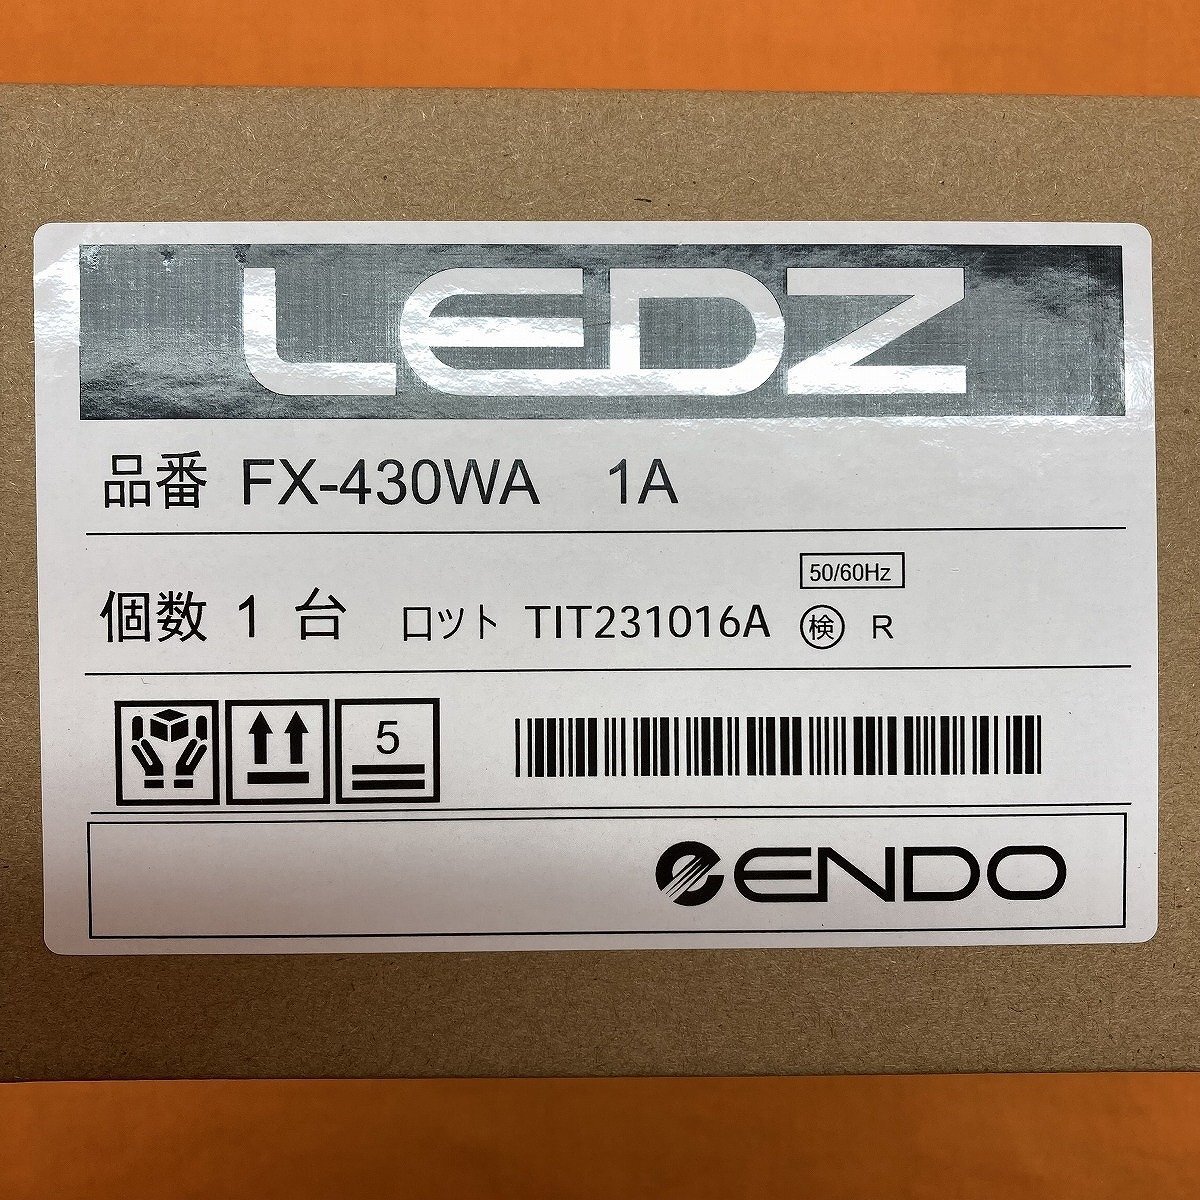 LEDZ
品番 FX-430WA 1A
50/60Hz
個数 1 台 ロット TIT231016A 検 R
5
ENDO